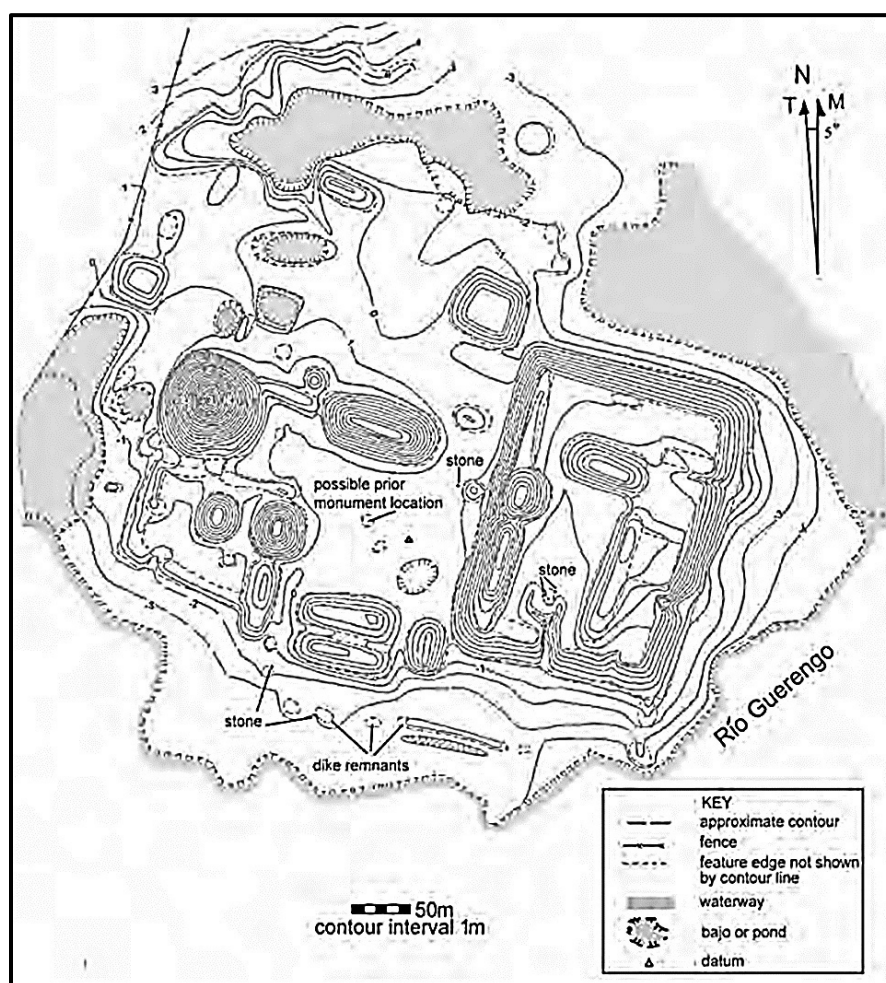 N
T M
5°
-3
possible prior
monument location
stone
stone
stone
dike remnants
Río Guerengo
KEY
approximate contour
fence
feature edge not shown
by contour line
waterway
bajo or pond
datum
50m
contour interval 1m